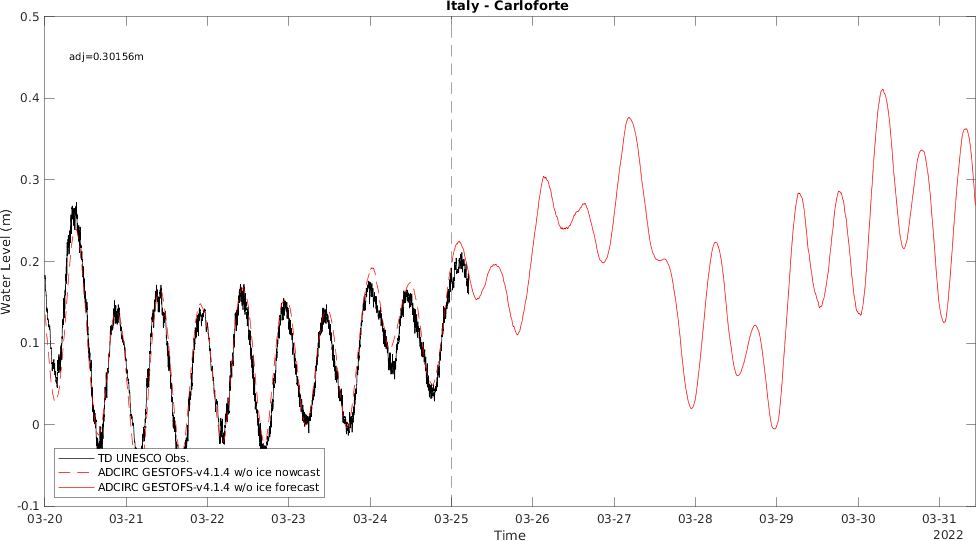 Italy - Carloforte
adj=0.30156m
Water Level (m)
0.5
0.4
0.3
0.2
0.1
0
-0.1
TD UNESCO Obs.
ADCIRC GESTOFS-v4.1.4 w/o ice nowcast
ADCIRC GESTOFS-v4.1.4 w/o ice forecast
03-20 03-21 03-22 03-23 03-24 03-25 03-26 03-27 03-28 03-29 03-30 03-31
Time
2022